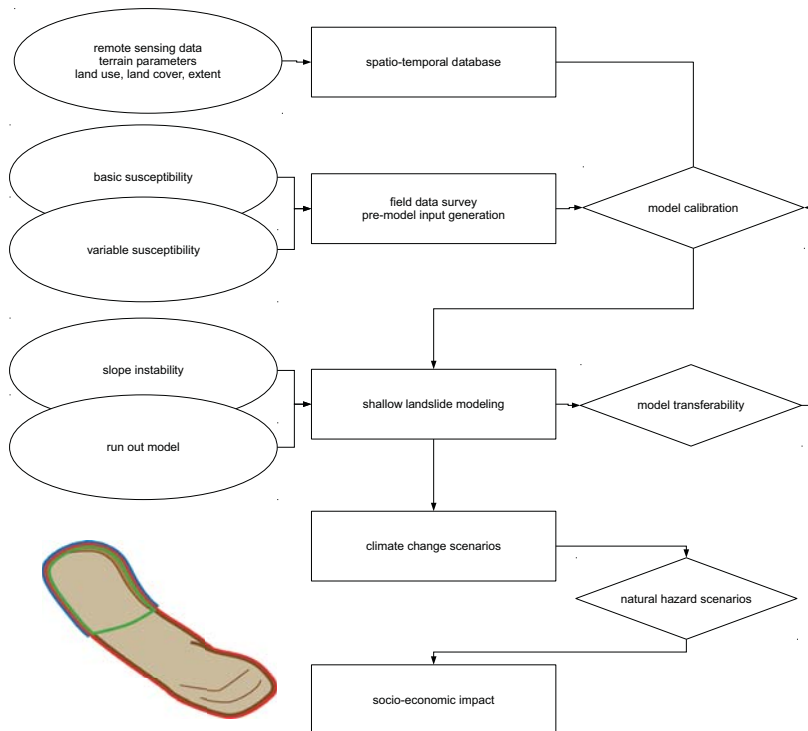 remote sensing data
terrain parameters
land use, land cover, extent
spatio-temporal database
basic susceptibility
variable susceptibility
field data survey
pre-model input generation
model calibration
slope instability
run out model
shallow landslide modeling
model transferability
climate change scenarios
natural hazard scenarios
socio-economic impact